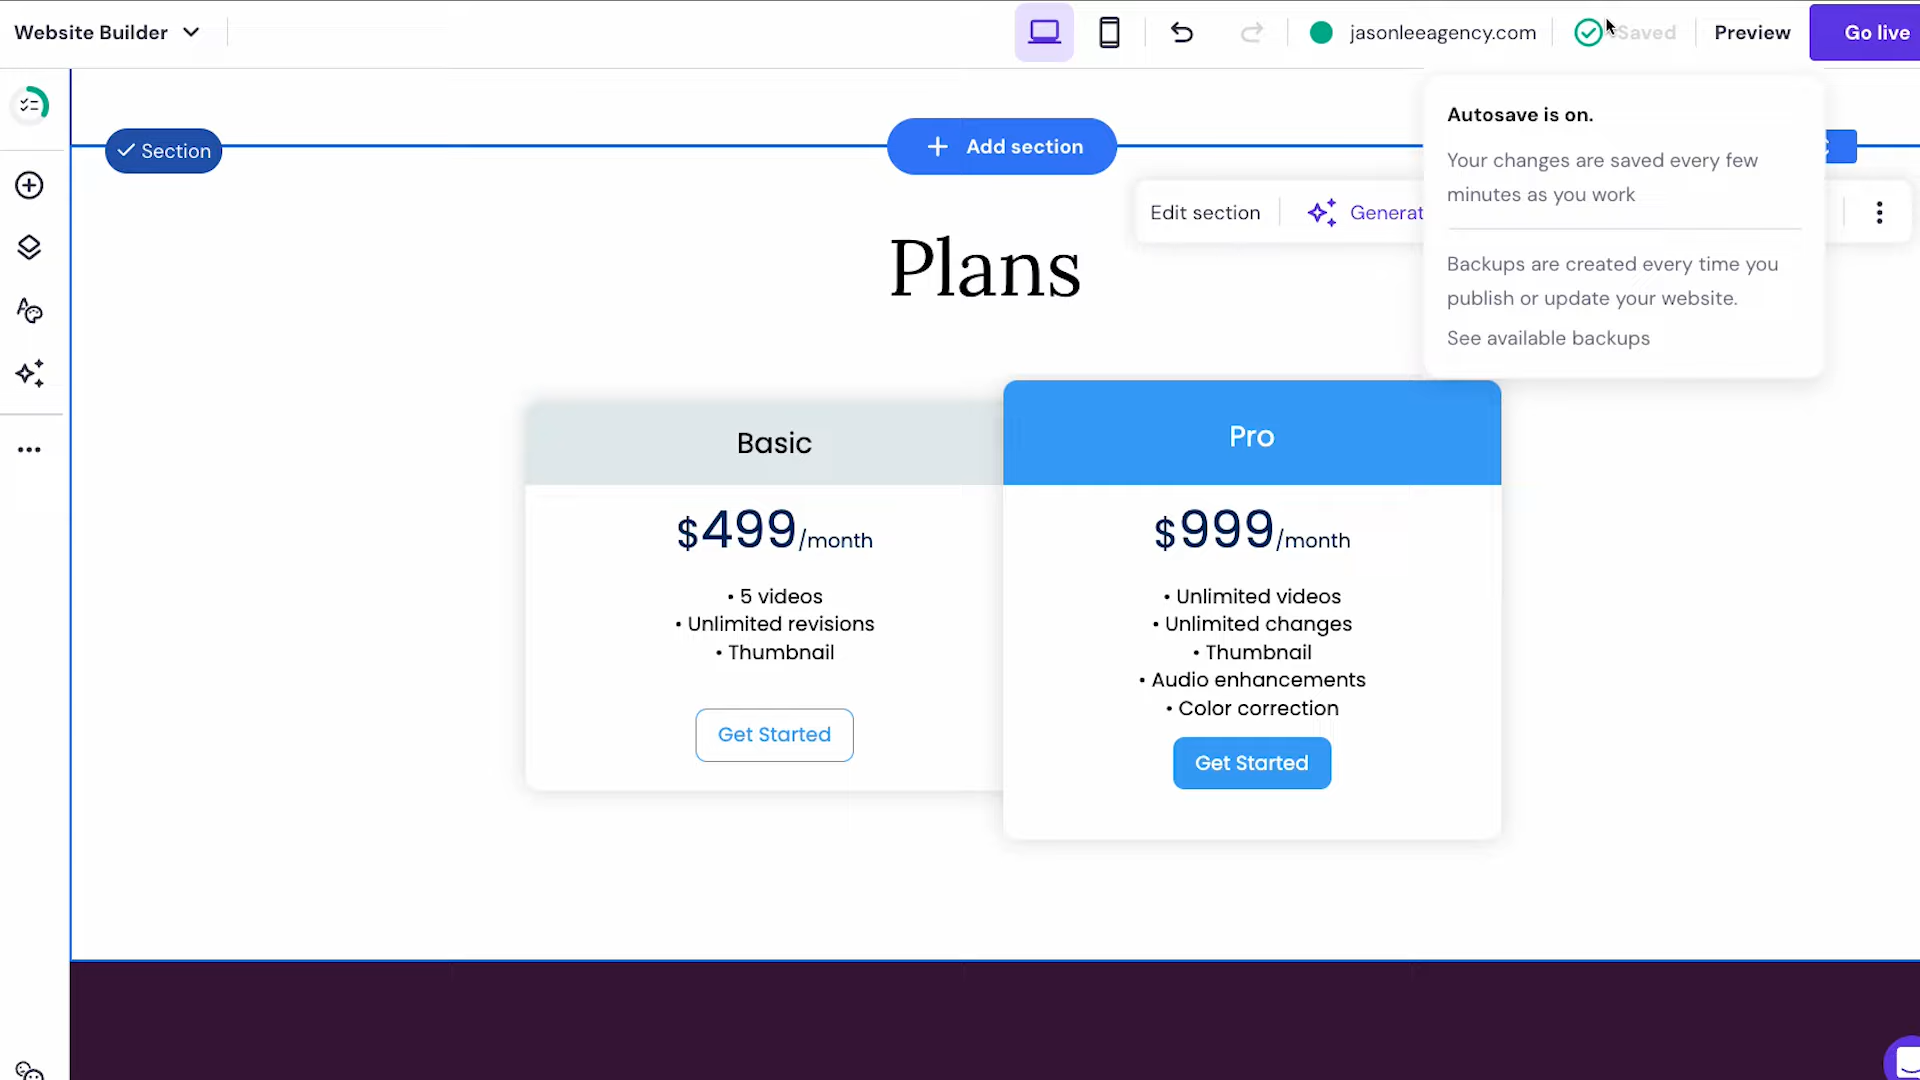 Website Builder
jasonleeagency.com
Saved
Preview
Go live
Autosave is on.
Your changes are saved every few
minutes as you work
Backups are created every time you
publish or update your website.
See available backups
Section
Add section
Edit section
Generat
Plans
Basic
$499/month
• 5 videos
• Unlimited revisions
• Thumbnail
Get Started
Pro
$999/month
• Unlimited videos
• Unlimited changes
• Thumbnail
• Audio enhancements
• Color correction
Get Started